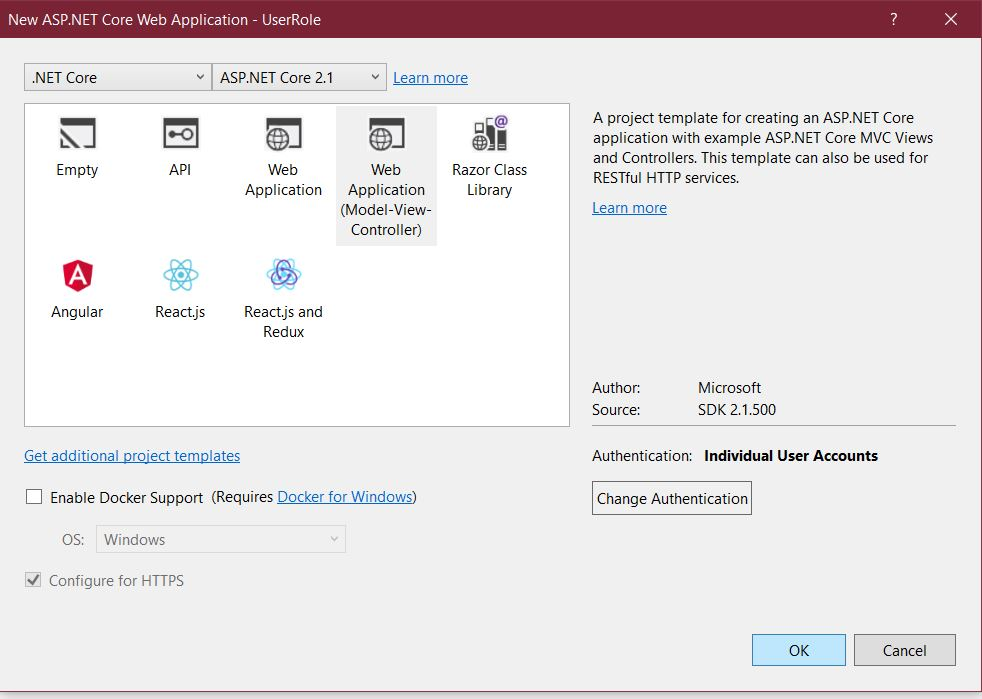 New ASP.NET Core Web Application - UserRole
?
.NET Core
ASP.NET Core 2.1
Learn more
Empty
API
Web
Application
Web
Application
(Model-View-
Controller)
Razor Class
Library
Angular
React.js
React.js and
Redux
A project template for creating an ASP.NET Core
application with example ASP.NET Core MVC Views
and Controllers. This template can also be used for
RESTful HTTP services.
Learn more
Author: Microsoft
Source: SDK 2.1.500
Get additional project templates
Enable Docker Support (Requires Docker for Windows)
OS: Windows
Configure for HTTPS
Authentication: Individual User Accounts
Change Authentication
OK
Cancel